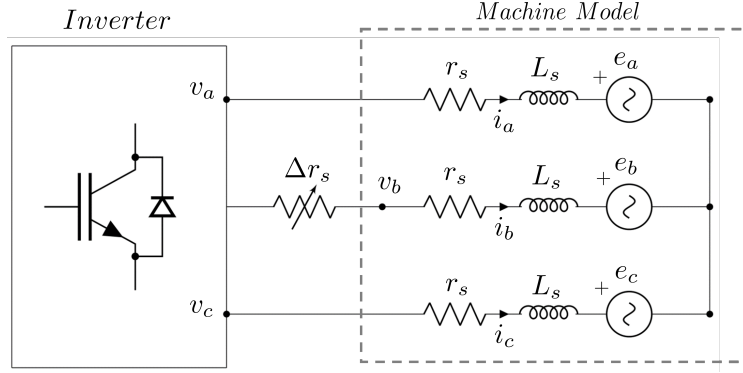 Inverter
Machine Model
v_a
r_s
i_a
L_s
+
e_a
Δr_s
v_b
r_s
i_b
L_s
+
e_b
v_c
r_s
i_c
L_s
+
e_c